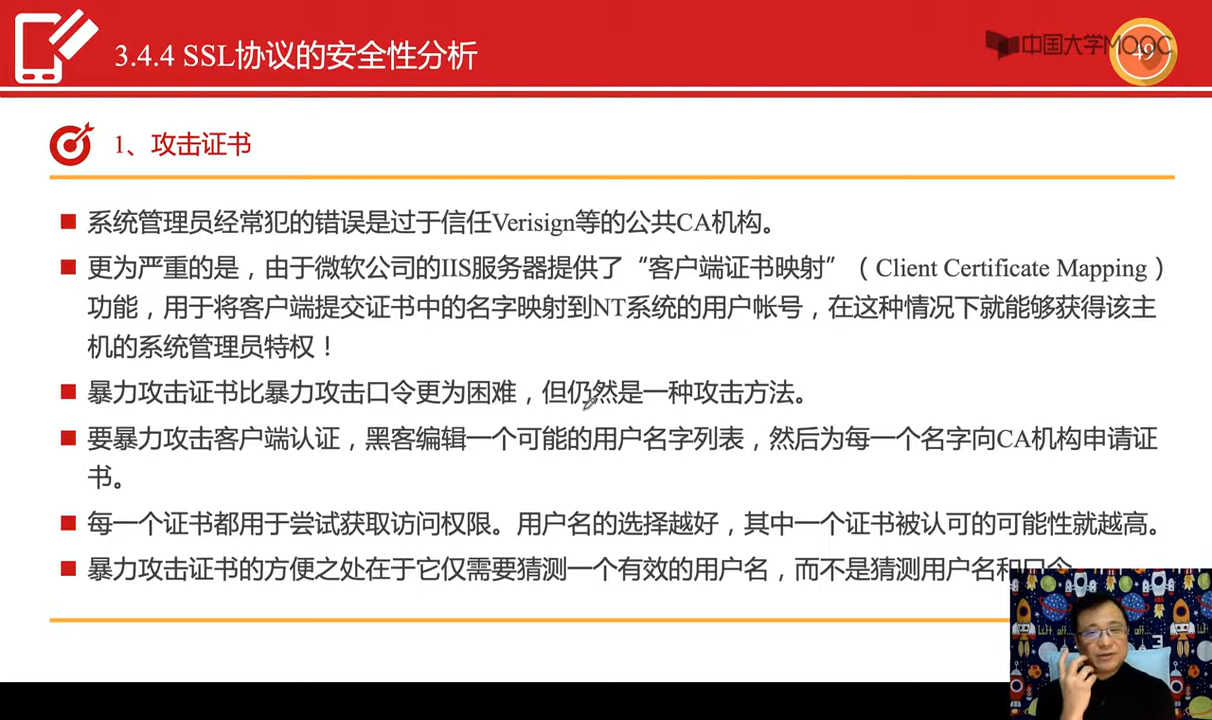 3.4.4 SSL协议的安全性分析
中国大学MOOC
49
1、攻击证书
系统管理员经常犯的错误是过于信任Verisign等的公共CA机构。
更为严重的是，由于微软公司的IIS服务器提供了“客户端证书映射”（Client Certificate Mapping）
功能，用于将客户端提交证书中的名字映射到NT系统的用户帐号，在这种情况下就能够获得该主
机的系统管理员特权！
暴力攻击证书比暴力攻击口令更为困难，但仍然是一种攻击方法。
要暴力攻击客户端认证，黑客编辑一个可能的用户名字列表，然后为每一个名字向CA机构申请证
书。
每一个证书都用于尝试获取访问权限。用户名的选择越好，其中一个证书被认可的可能性就越高。
暴力攻击证书的方便之处在于它仅需要猜测一个有效的用户名，而不是猜测用户名和口令